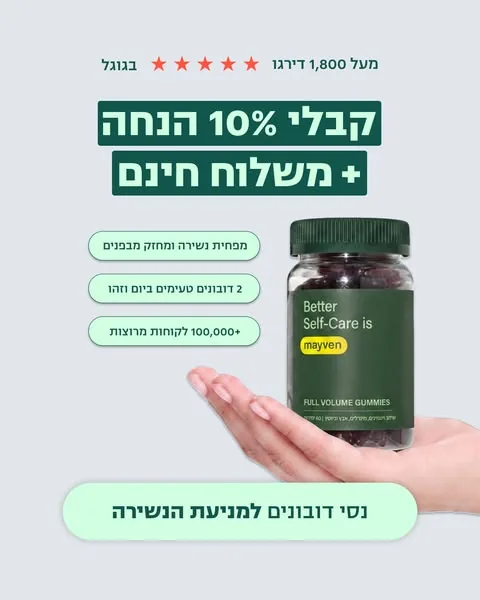 מעל 1,800 דירגו ★★★★★ בגוגל
קבלי 10% הנחה
+ משלוח חינם
מפחית נשירה ומחזק מבפנים
2 דובונים טעימים ביום וזהו
+100,000 לקוחות מרוצות
Better
Self-Care is
mayven
FULL VOLUME GUMMIES
נסי דובונים למניעת הנשירה